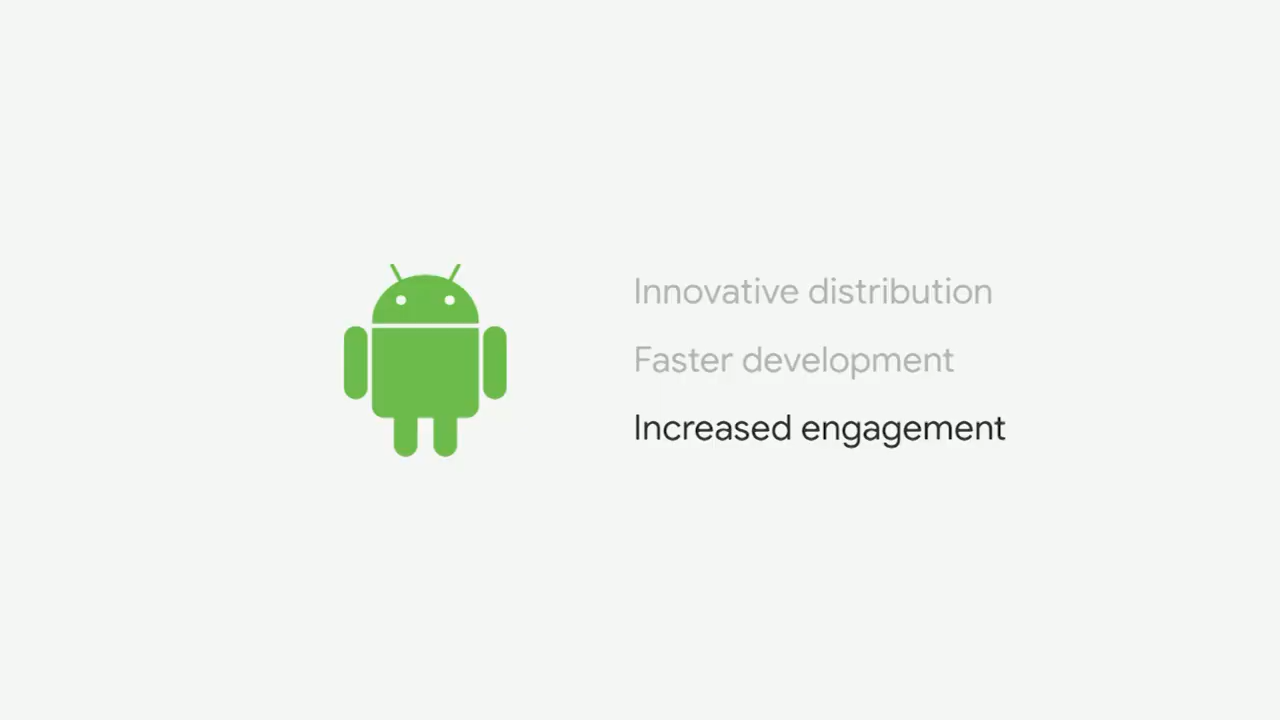 Innovative distribution
Faster development
Increased engagement